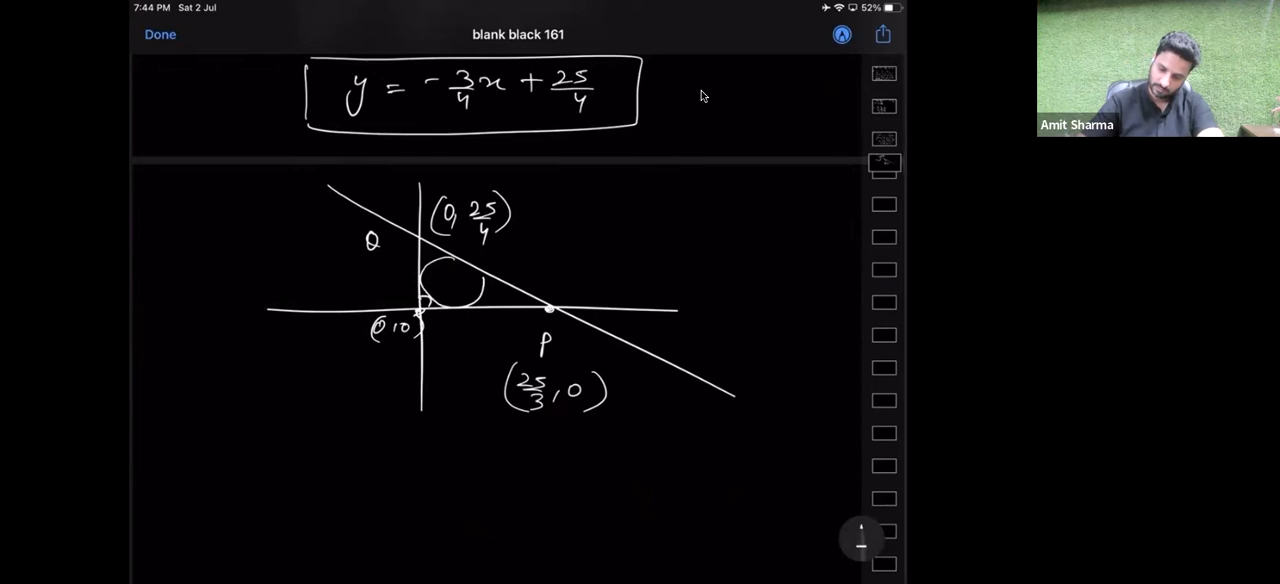 7:44 PM Sat 2 Jul
52%
Done
blank black 161
Amit Sharma
y = -3/4 x + 25/4
(0, 25/4)
Q
(0,0)
P
(25/3, 0)